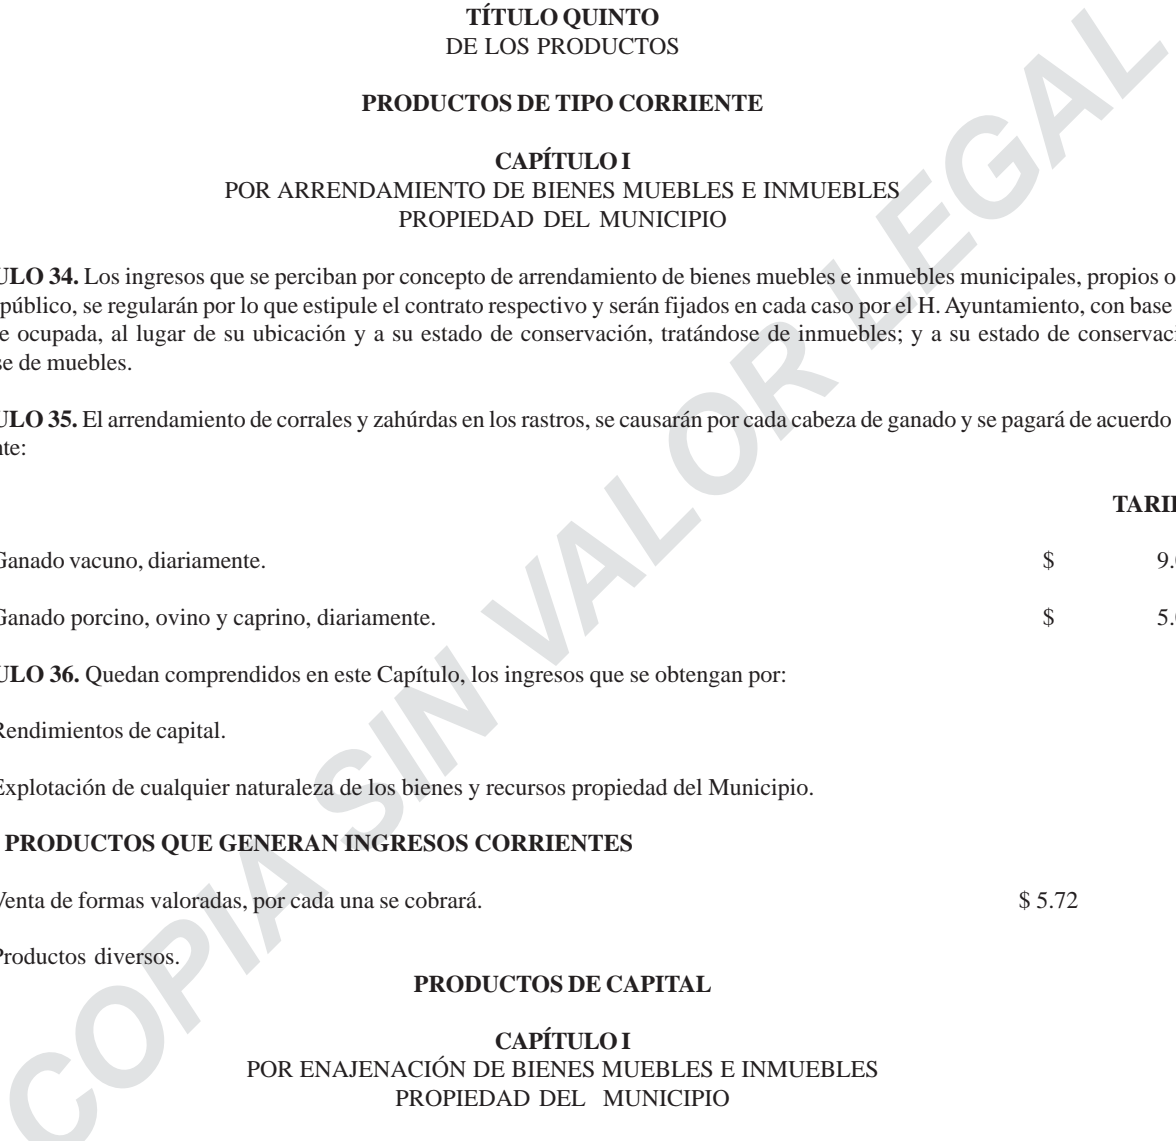 TÍTULO QUINTO
DE LOS PRODUCTOS
PRODUCTOS DE TIPO CORRIENTE
CAPÍTULO I
POR ARRENDAMIENTO DE BIENES MUEBLES E INMUEBLES
PROPIEDAD DEL MUNICIPIO
ULO 34. Los ingresos que se perciban por concepto de arrendamiento de bienes muebles e inmuebles municipales, propios o
público, se regularán por lo que estipule el contrato respectivo y serán fijados en cada caso por el H. Ayuntamiento, con base
e ocupada, al lugar de su ubicación y a su estado de conservación, tratándose de inmuebles; y a su estado de conservaci
se de muebles.
ULO 35. El arrendamiento de corrales y zahúrdas en los rastros, se causarán por cada cabeza de ganado y se pagará de acuerdo
nte:
TARI
Ganado vacuno, diariamente. $ 9.
Ganado porcino, ovino y caprino, diariamente. $ 5.
ULO 36. Quedan comprendidos en este Capítulo, los ingresos que se obtengan por:
Rendimientos de capital.
Explotación de cualquier naturaleza de los bienes y recursos propiedad del Municipio.
PRODUCTOS QUE GENERAN INGRESOS CORRIENTES
Venta de formas valoradas, por cada una se cobrará. $ 5.72
Productos diversos.
PRODUCTOS DE CAPITAL
CAPÍTULO I
POR ENAJENACIÓN DE BIENES MUEBLES E INMUEBLES
PROPIEDAD DEL MUNICIPIO
COPIA SIN VALOR LEGAL